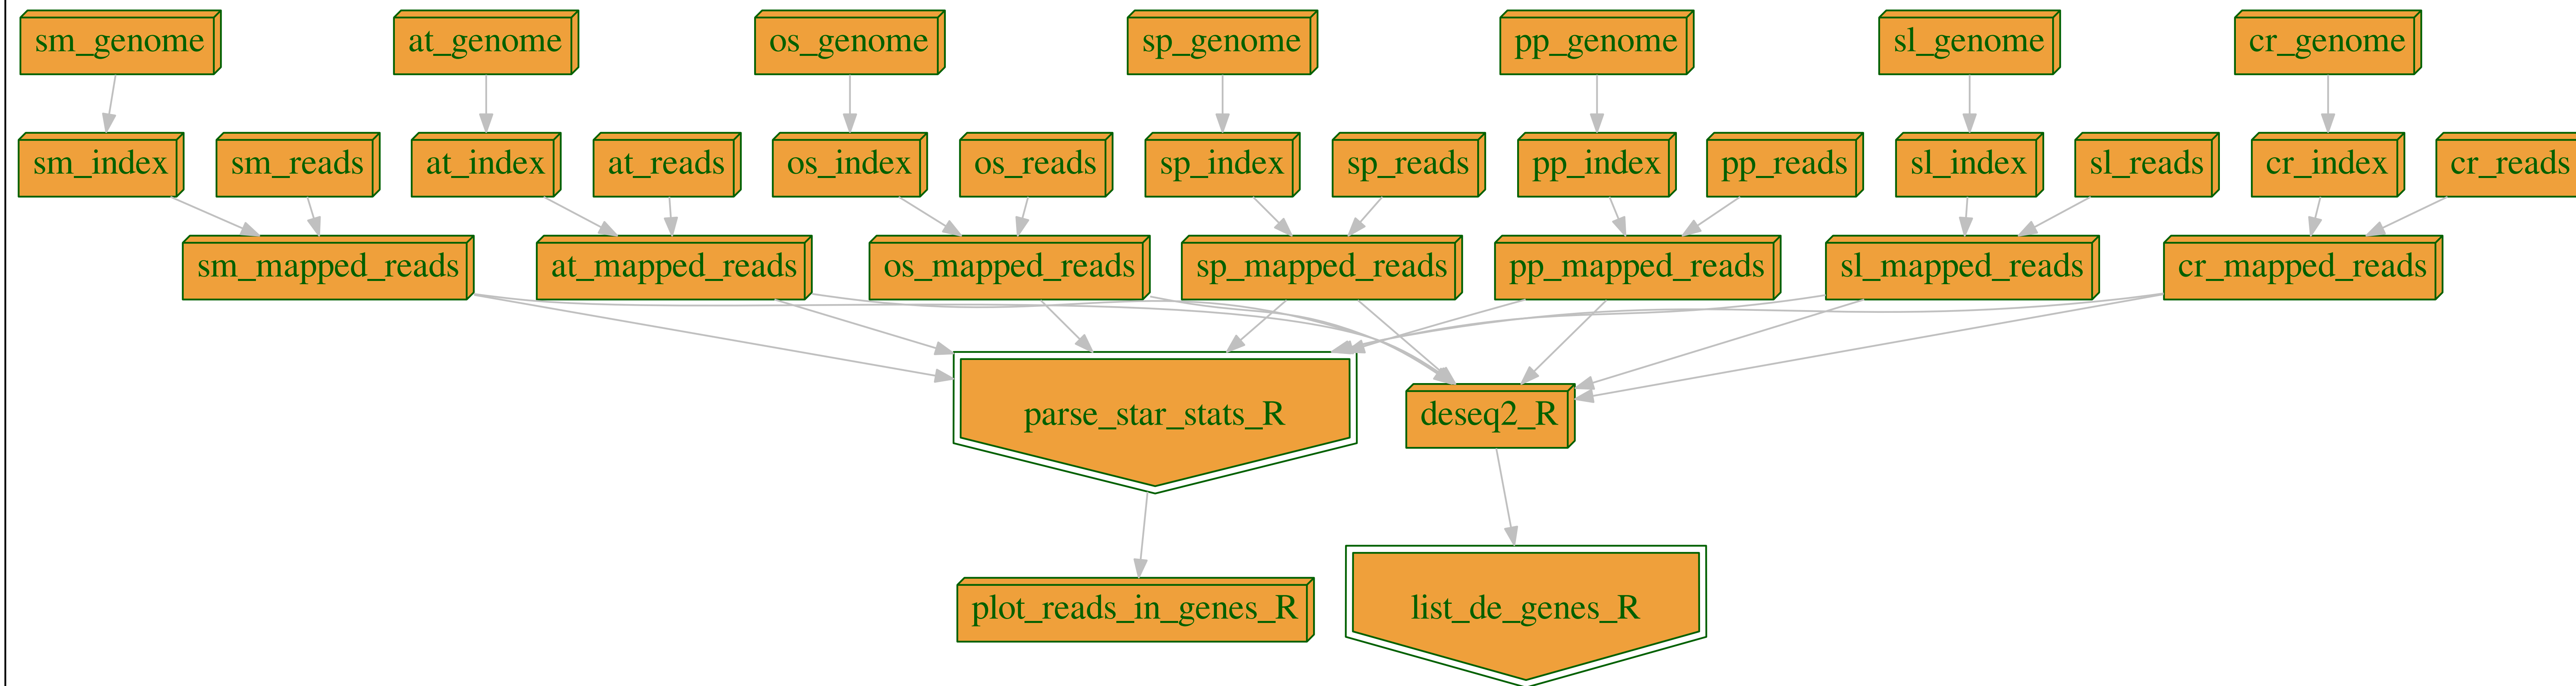 sm_genome
at_genome
os_genome
sp_genome
pp_genome
sl_genome
cr_genome
sm_index
sm_reads
at_index
at_reads
os_index
os_reads
sp_index
sp_reads
pp_index
pp_reads
sl_index
sl_reads
cr_index
cr_reads
sm_mapped_reads
at_mapped_reads
os_mapped_reads
sp_mapped_reads
pp_mapped_reads
sl_mapped_reads
cr_mapped_reads
parse_star_stats_R
deseq2_R
plot_reads_in_genes_R
list_de_genes_R